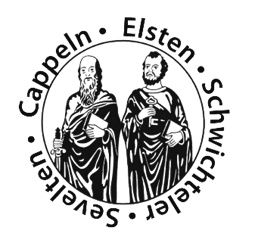 Cappeln • Elsten • Schwichteler • Sevelten •